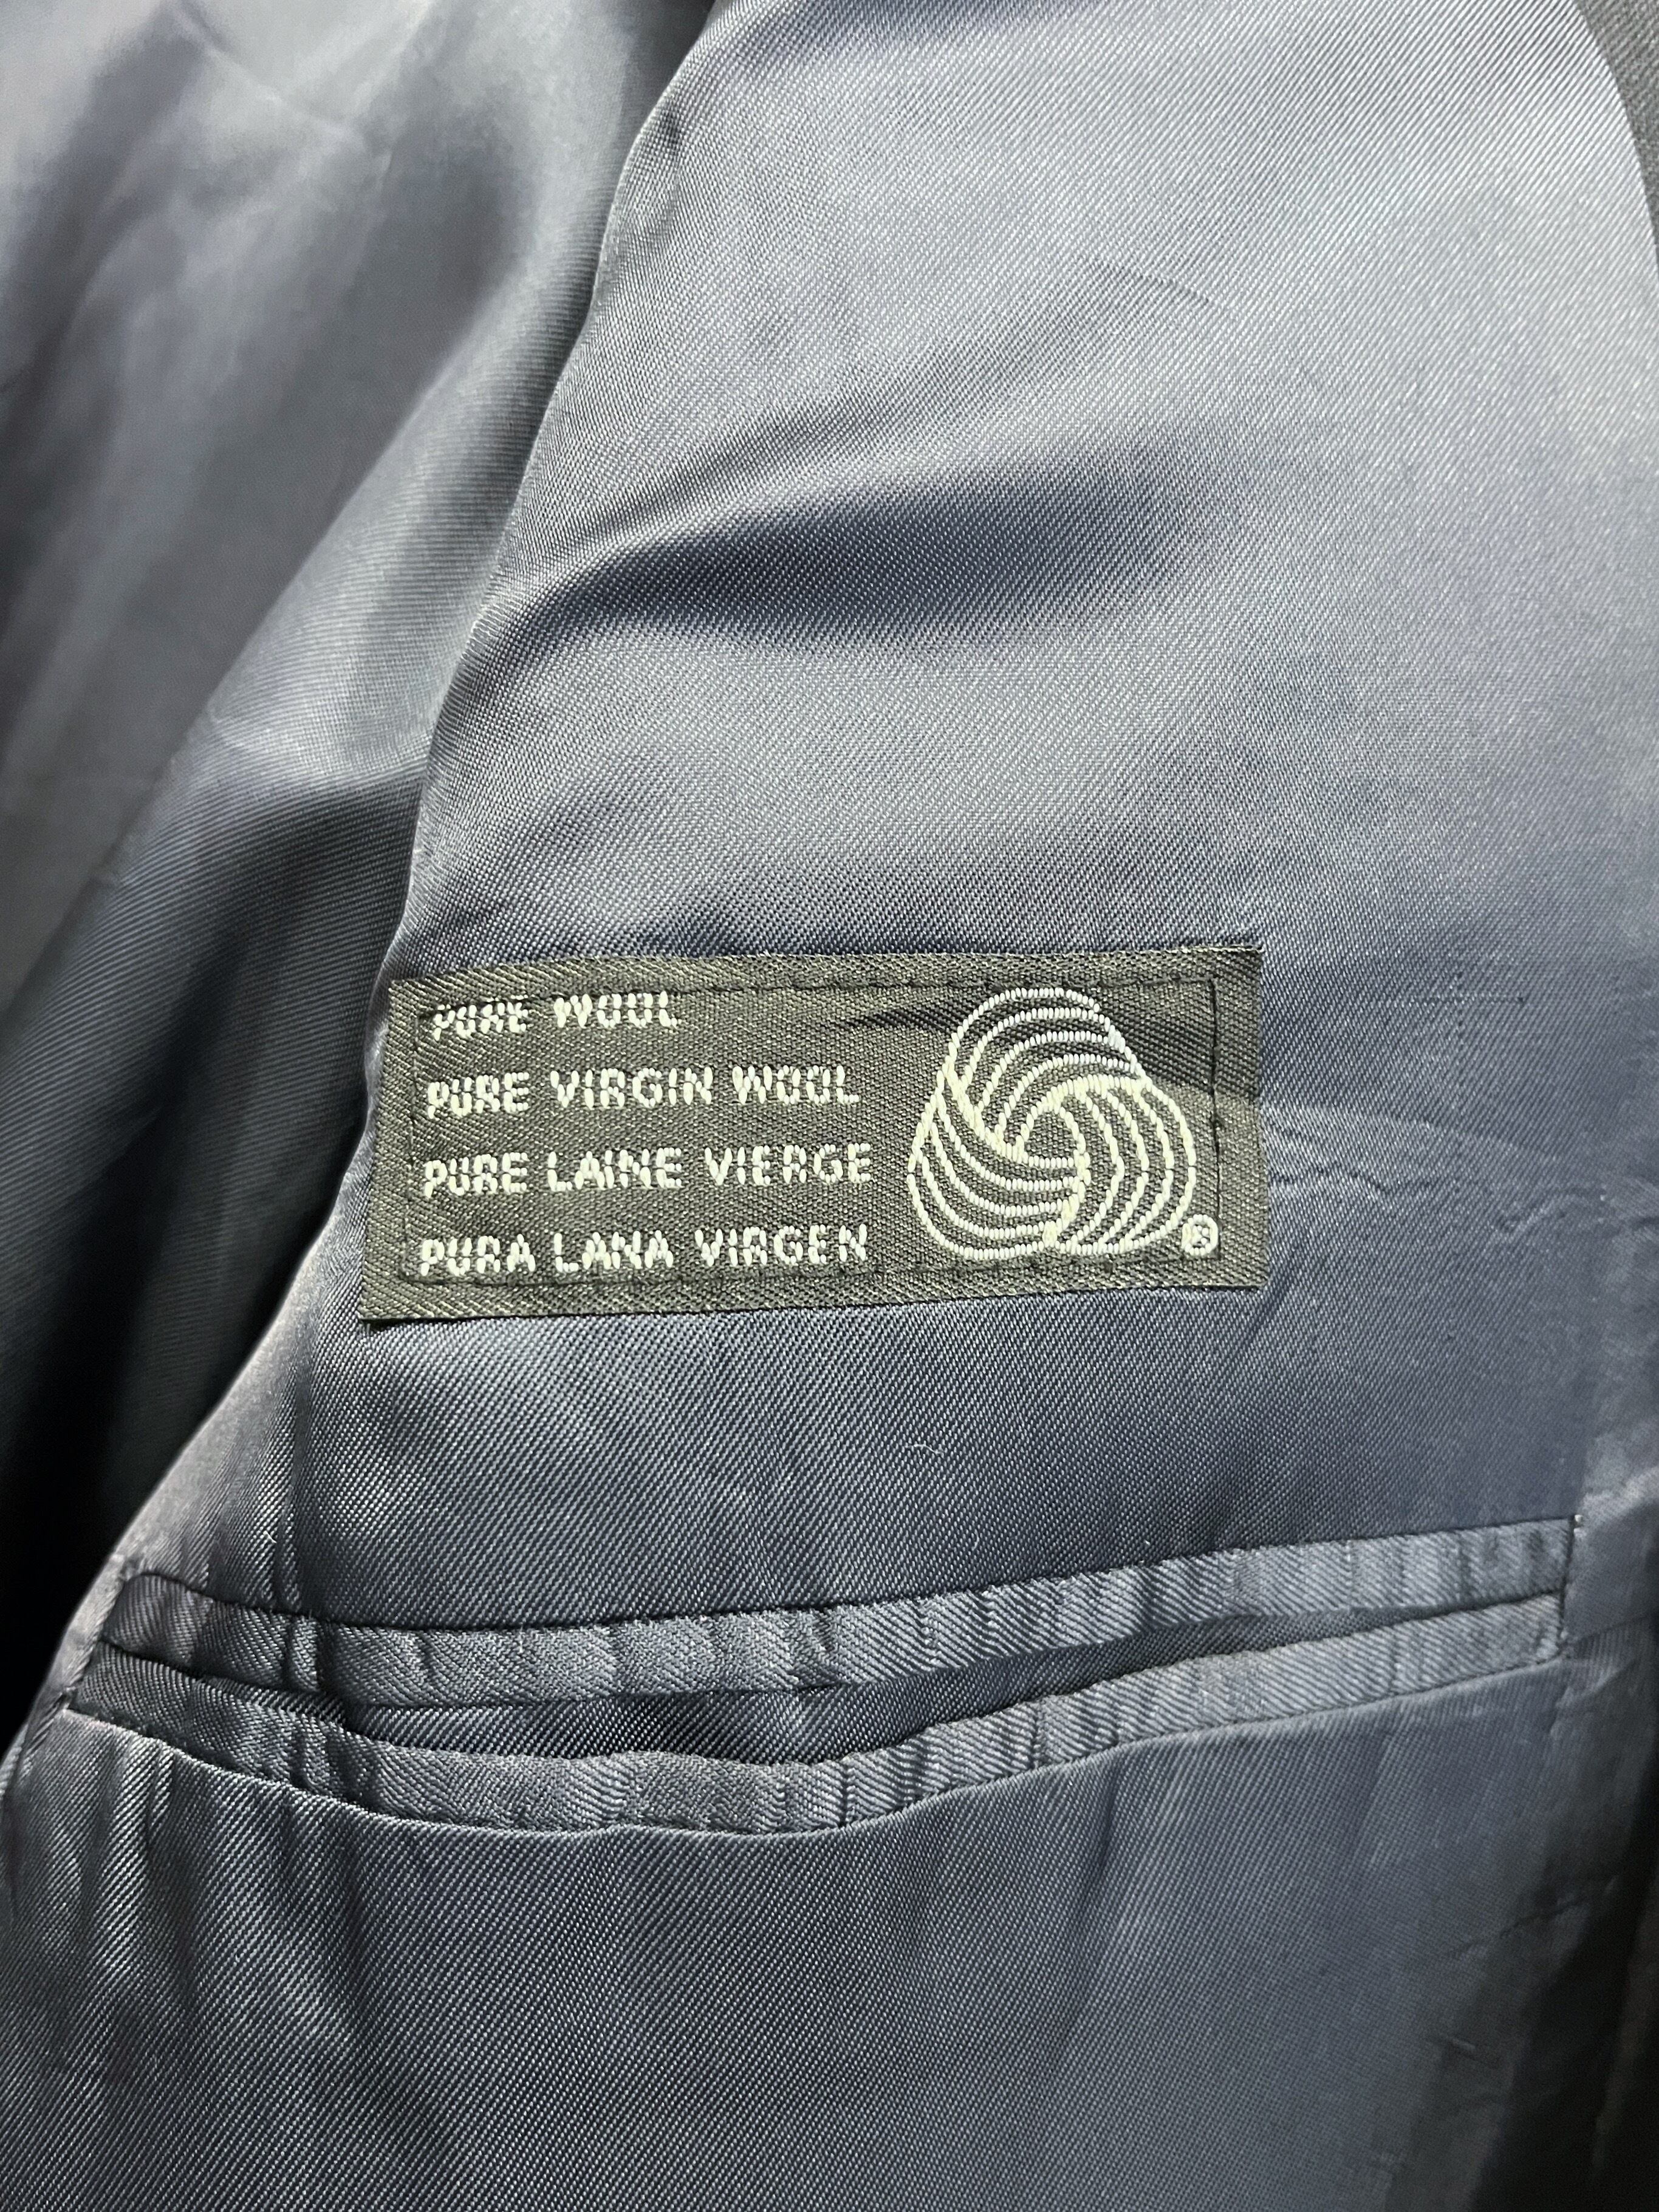 PURE WOOL
PURE VIRGIN WOOL
PURE LAINE VIERGE
PURA LANA VIRGEN
®